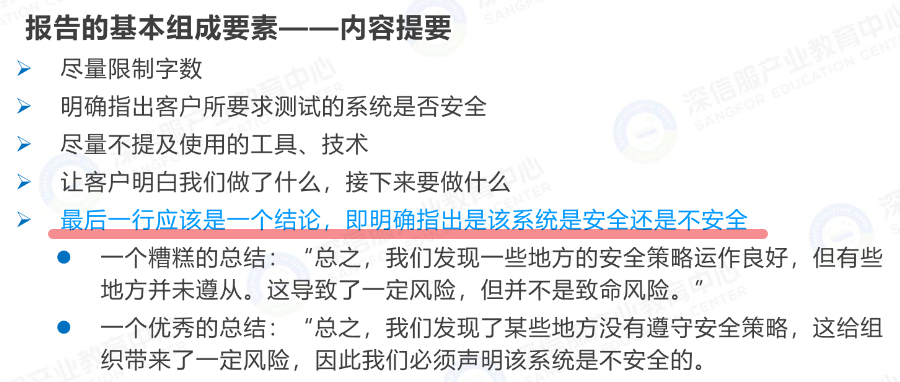 报告的基本组成要素——内容提要
尽量限制字数
明确指出客户所要求测试的系统是否安全
尽量不提及使用的工具、技术
让客户明白我们做了什么，接下来要做什么
最后一行应该是一个结论，即明确指出是该系统是安全还是不安全
一个糟糕的总结：“总之，我们发现一些地方的安全策略运作良好，但有些
地方并未遵从。这导致了一定风险，但并不是致命风险。”
一个优秀的总结：“总之，我们发现了某些地方没有遵守安全策略，这给组
织带来了一定风险，因此我们必须声明该系统是不安全的。
深信服产业教育中心
SANGFOR EDUCATION CENTER